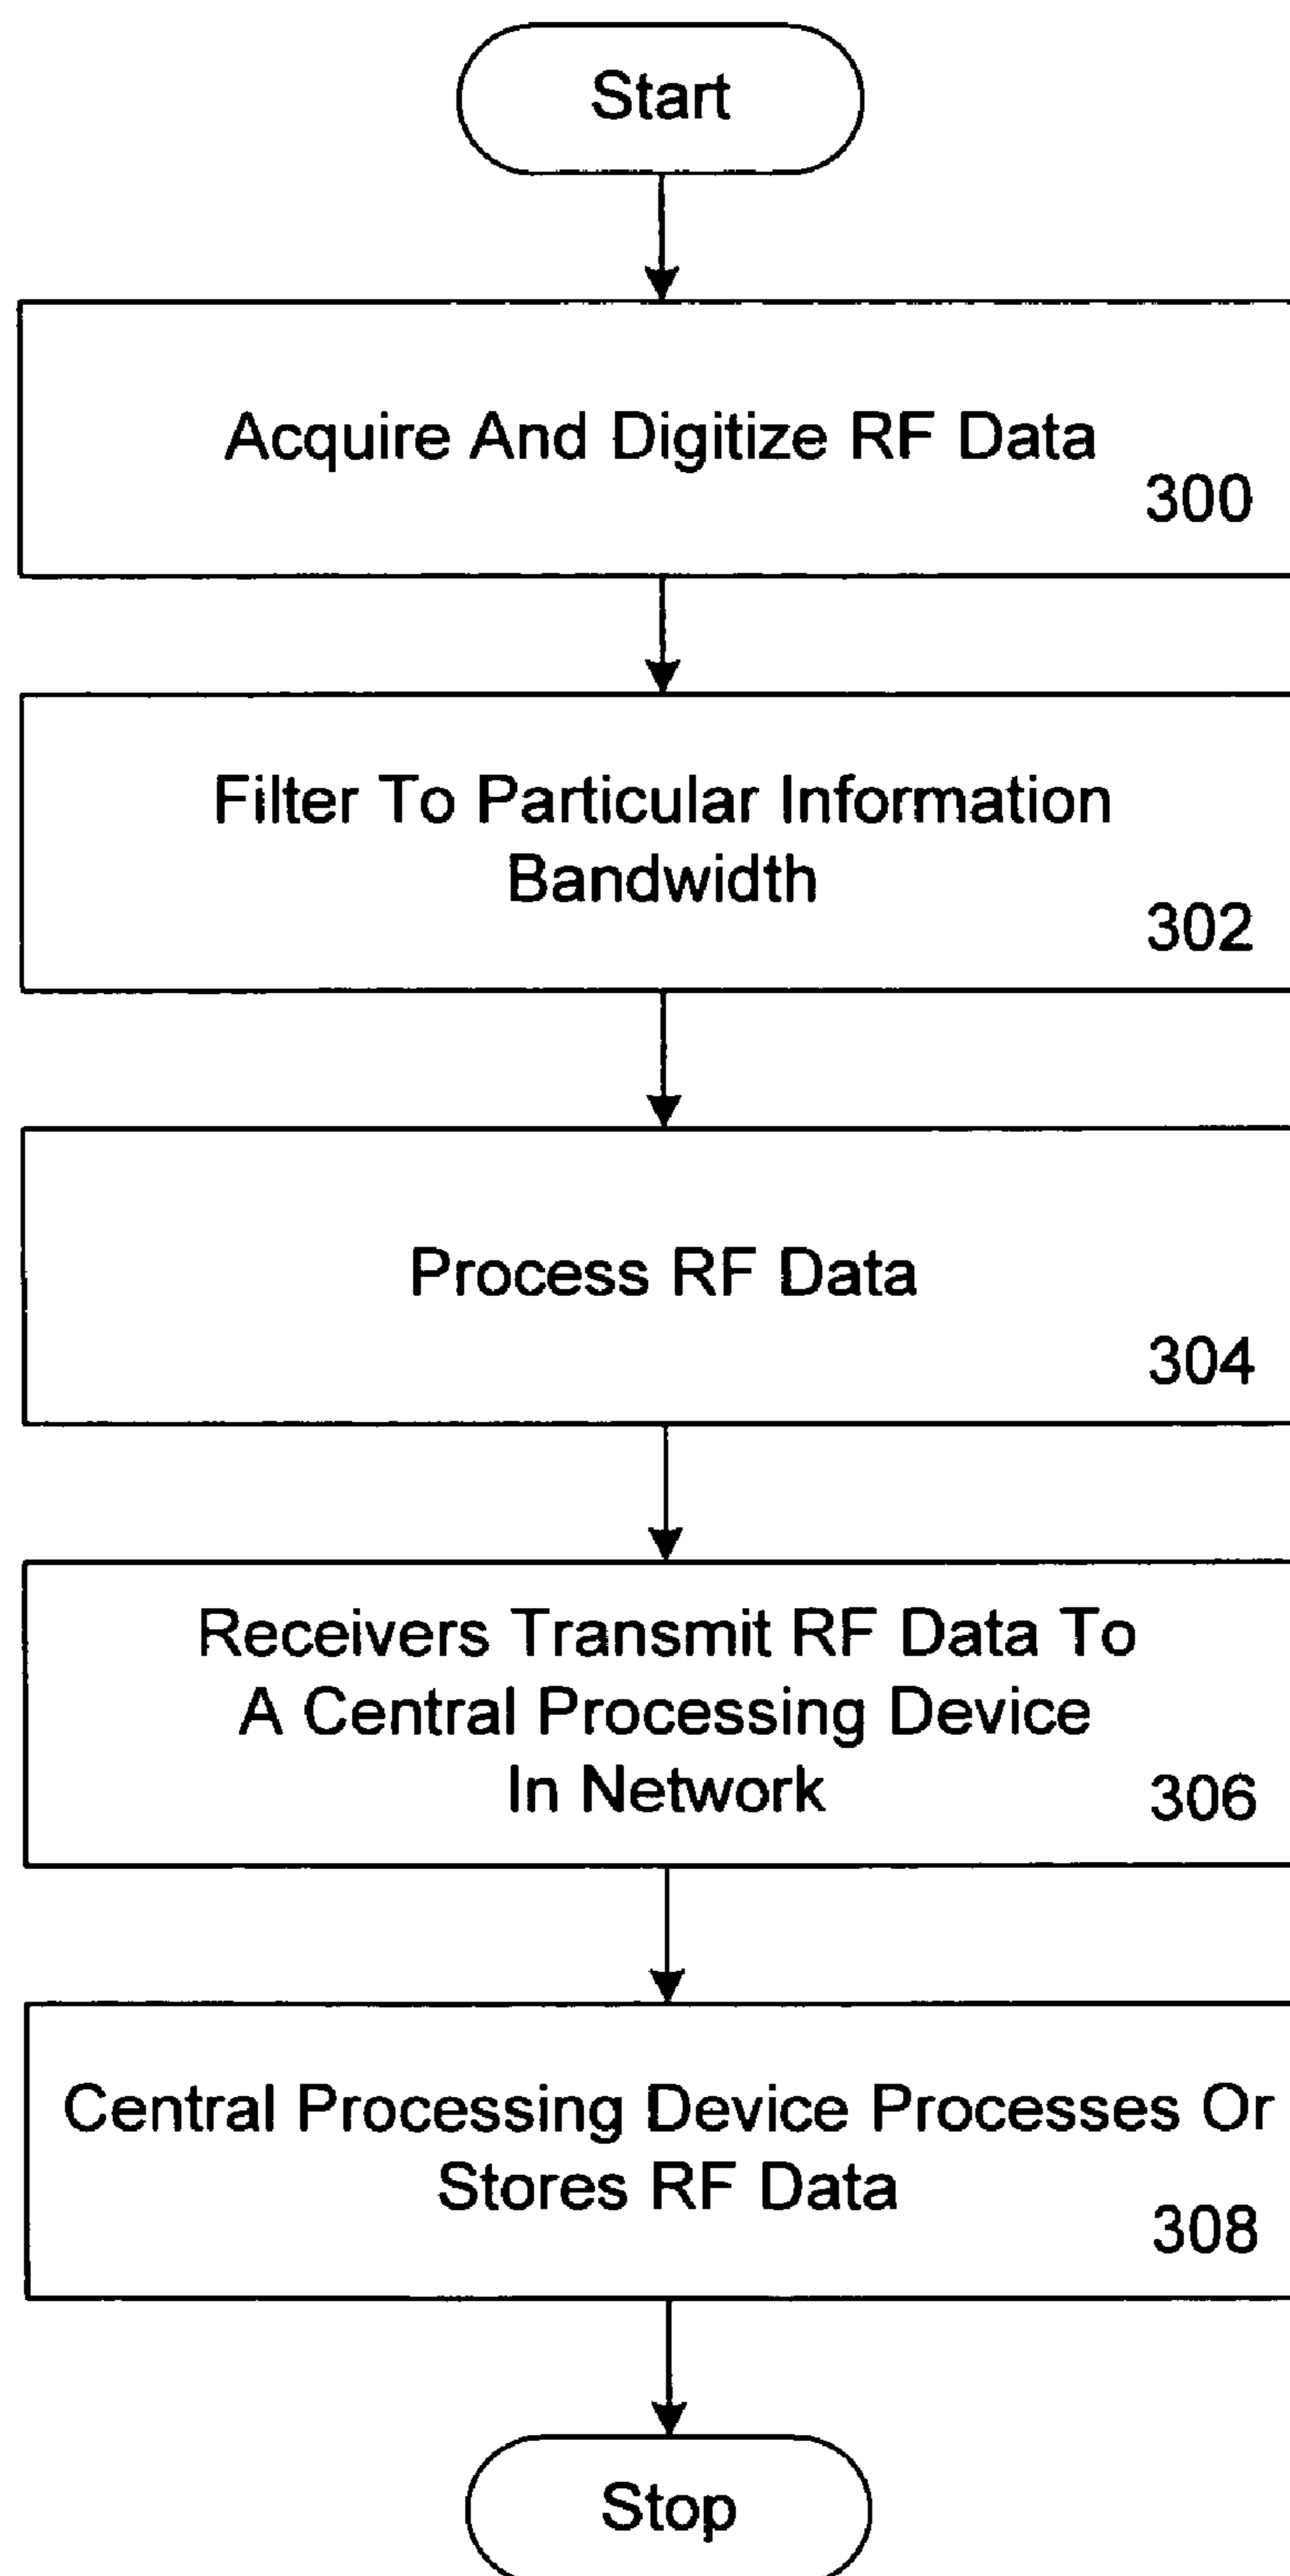 Start
Acquire And Digitize RF Data
300
Filter To Particular Information
Bandwidth
302
Process RF Data
304
Receivers Transmit RF Data To
A Central Processing Device
In Network
306
Central Processing Device Processes Or
Stores RF Data
308
Stop